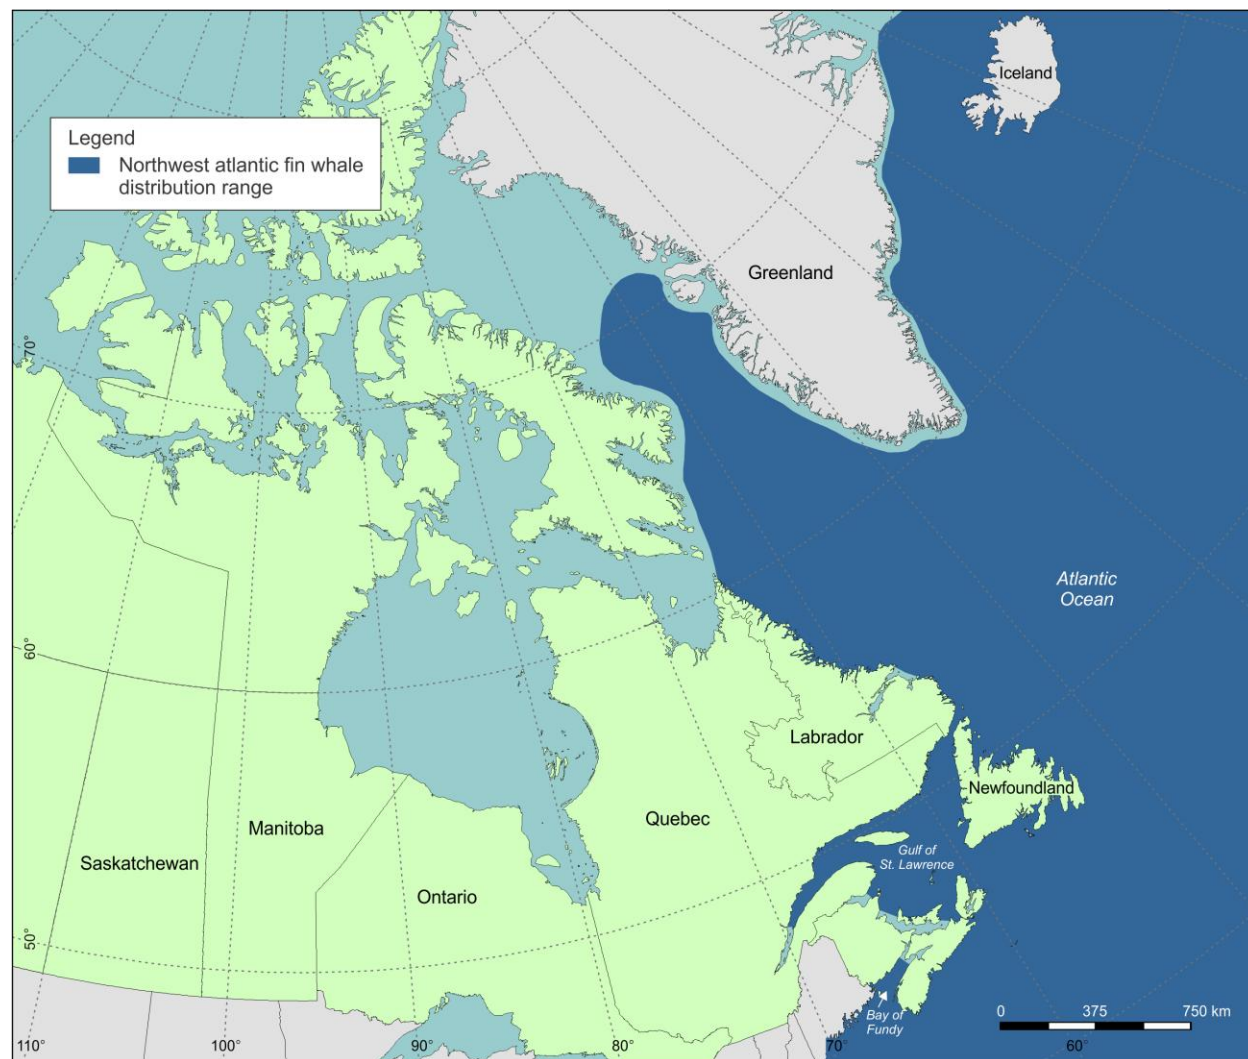 Iceland
Legend
Northwest atlantic fin whale
distribution range
Greenland
70°
Atlantic
Ocean
60°
Labrador
Newfoundland
Quebec
Manitoba
Gulf of
St. Lawrence
Saskatchewan
Ontario
50°
0 375 750 km
Bay of
Fundy
110° 100° 90° 80° 70° 60°